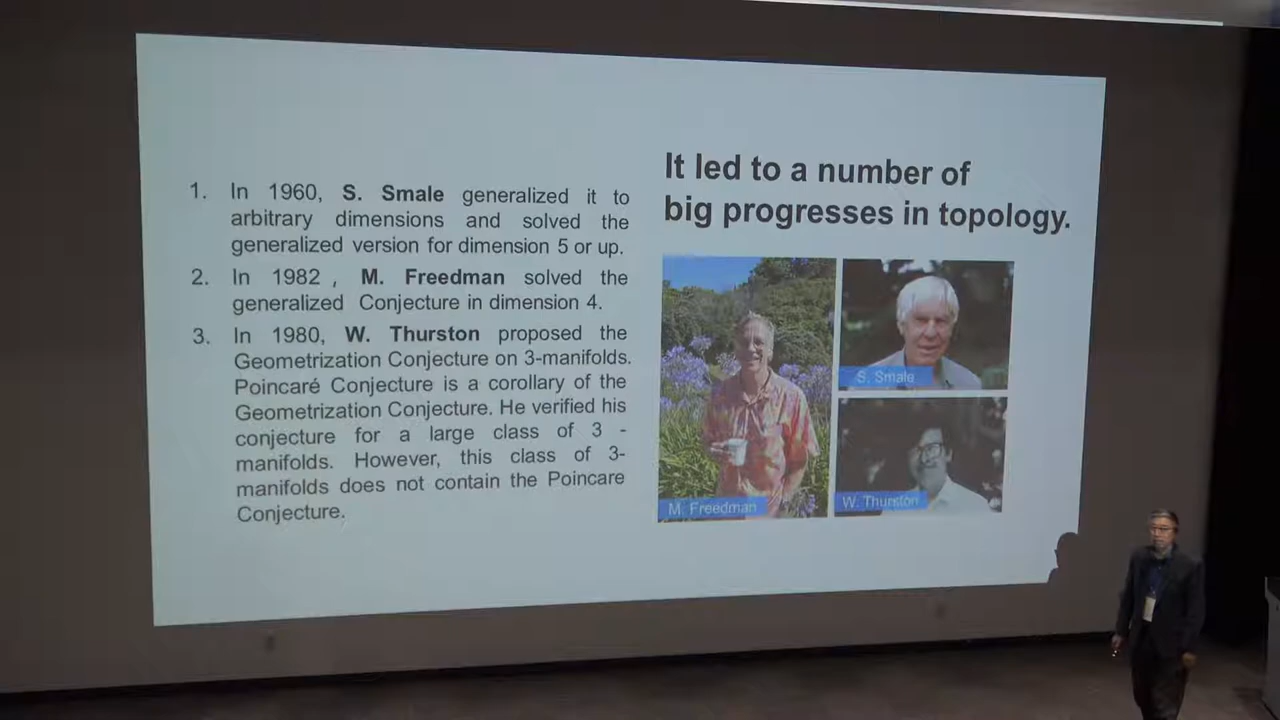 It led to a number of
big progresses in topology.
1. In 1960, S. Smale generalized it to
arbitrary dimensions and solved the
generalized version for dimension 5 or up.
2. In 1982 , M. Freedman solved the
generalized Conjecture in dimension 4.
3. In 1980, W. Thurston proposed the
Geometrization Conjecture on 3-manifolds.
Poincaré Conjecture is a corollary of the
Geometrization Conjecture. He verified his
conjecture for a large class of 3 -
manifolds. However, this class of 3-
manifolds does not contain the Poincare
Conjecture.
S. Smale
M. Freedman
W. Thurston